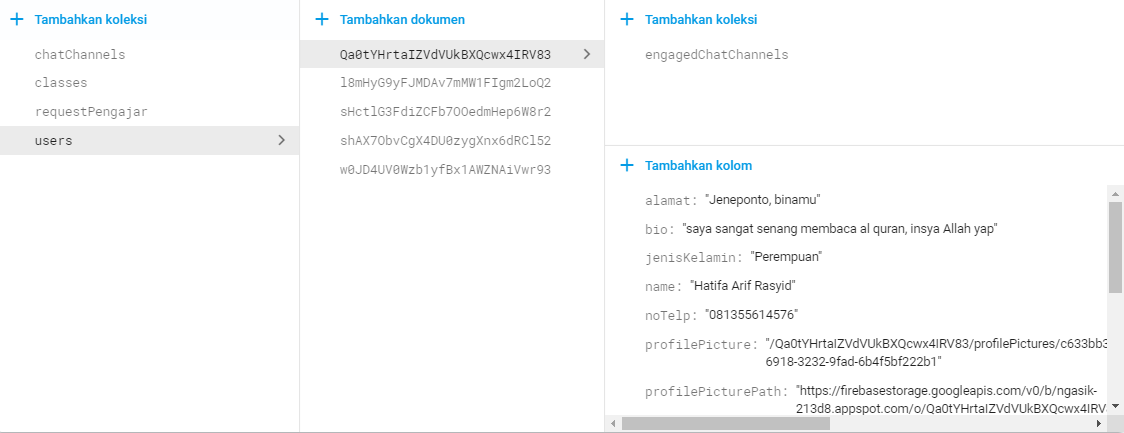 Tambahkan koleksi
chatChannels
classes
requestPengajar
users
Tambahkan dokumen
Qa0tYHrtaIZVdVUkBXQcwx4IRV83
l8mHyG9yFJMDAv7mMW1FIgm2LoQ2
sHctlG3FdiZCFb7OOedmHep6W8r2
shAX7ObvCgX4DU0zygXnx6dRCl52
w0JD4UV0Wzb1yfBx1AWZNAiVwr93
Tambahkan koleksi
engagedChatChannels
Tambahkan kolom
alamat: "Jeneponto, binamu"
bio: "saya sangat senang membaca al quran, insya Allah yap"
jenisKelamin: "Perempuan"
name: "Hatifa Arif Rasyid"
noTelp: "081355614576"
profilePicture: "/Qa0tYHrtaIZVdVUkBXQcwx4IRV83/profilePictures/c633bb3
6918-3232-9fad-6b4f5bf222b1"
profilePicturePath: "https://firebasestorage.googleapis.com/v0/b/ngasik-
213d8.appspot.com/o/Qa0tYHrtaIZVdVUkBXQcwx4IRV